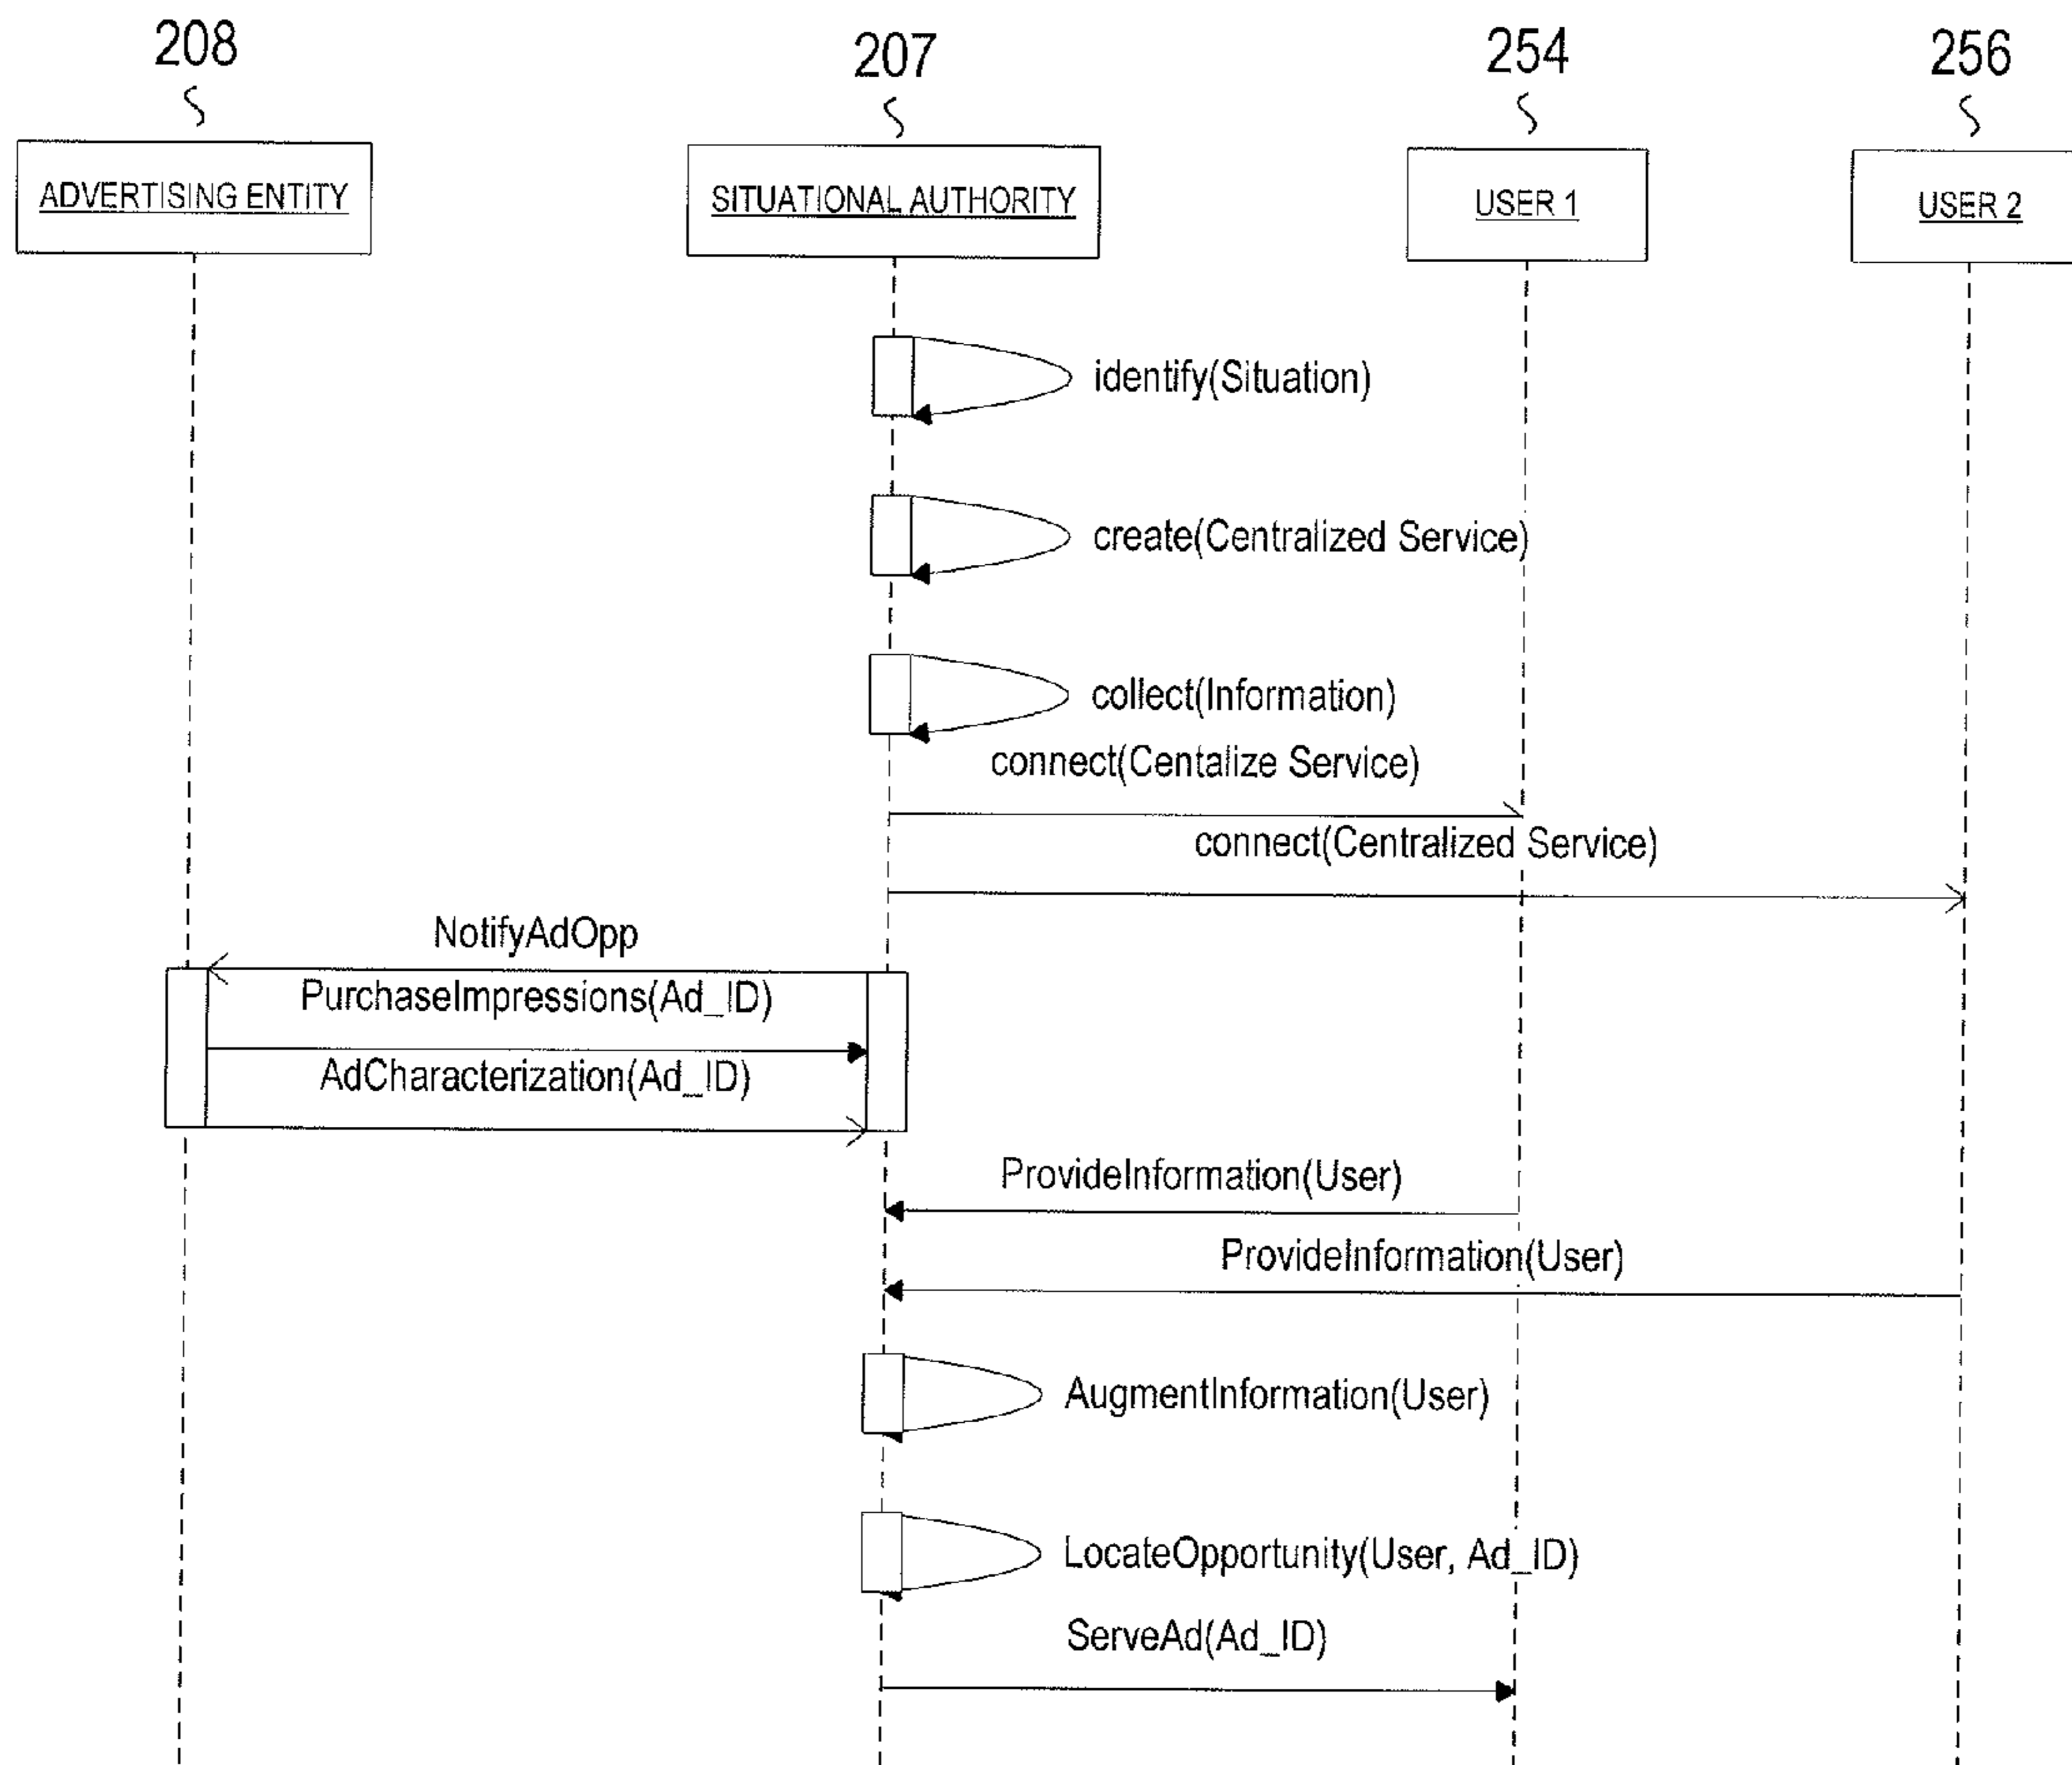 208
207
254
256
ADVERTISING ENTITY
SITUATIONAL AUTHORITY
USER 1
USER 2
identify(Situation)
create(Centralized Service)
collect(Information)
connect(Centalize Service)
connect(Centralized Service)
NotifyAdOpp
PurchaseImpressions(Ad_ID)
AdCharacterization(Ad_ID)
ProvideInformation(User)
ProvideInformation(User)
AugmentInformation(User)
LocateOpportunity(User, Ad_ID)
ServeAd(Ad_ID)